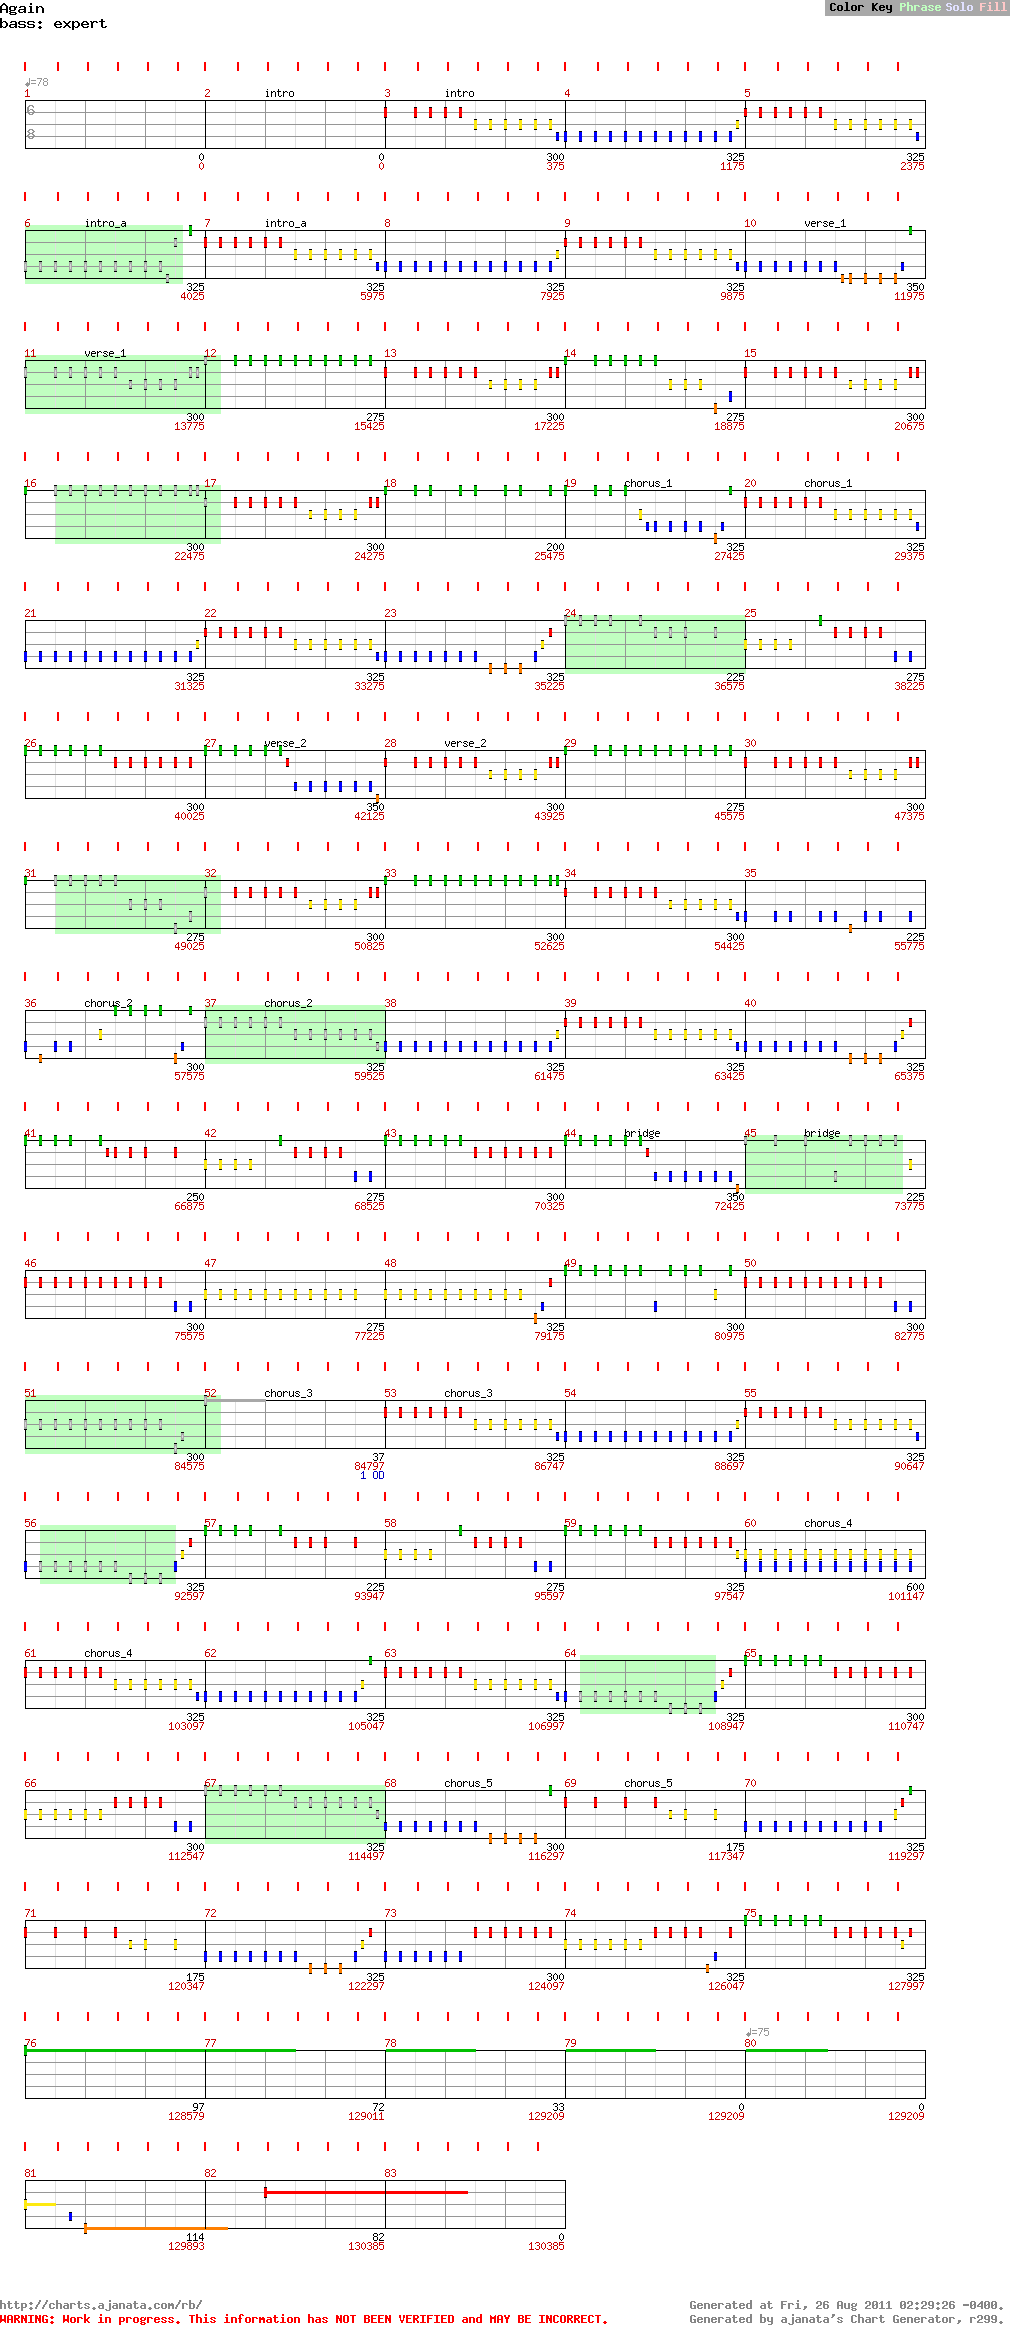 Again
bass: expert
Color Key Phrase Solo Fill
♩=78
1 2 intro 3 intro 4 5
6
8
0 0 300 325 325
0 0 375 1175 2375
6 intro_a 7 intro_a 8 9 10 verse_1
325 325 325 325 350
4025 5975 7925 9875 11975
11 verse_1 12 13 14 15
300 275 300 275 300
13775 15425 17225 18875 20675
16 17 18 19 chorus_1 20 chorus_1
300 300 200 325 325
22475 24275 25475 27425 29375
21 22 23 24 25
325 325 325 225 275
31325 33275 35225 36575 38225
26 27 verse_2 28 verse_2 29 30
300 350 300 275 300
40025 42125 43925 45575 47375
31 32 33 34 35
275 300 300 300 225
49025 50825 52625 54425 55775
36 chorus_2 37 chorus_2 38 39 40
300 325 325 325 325
57575 59525 61475 63425 65375
41 42 43 44 bridge 45 bridge
250 275 300 350 225
66875 68525 70325 72425 73775
46 47 48 49 50
300 275 325 300 300
75575 77225 79175 80975 82775
51 52 chorus_3 53 chorus_3 54 55
300 37 325 325 325
84575 84797 86747 88697 90647
1 OD
56 57 58 59 60 chorus_4
325 225 275 325 600
92597 93947 95597 97547 101147
61 chorus_4 62 63 64 65
325 325 325 325 300
103097 105047 106997 108947 110747
66 67 68 chorus_5 69 chorus_5 70
300 325 300 175 325
112547 114497 116297 117347 119297
71 72 73 74 75
175 325 300 325 325
120347 122297 124097 126047 127997
♩=75
76 77 78 79 80
97 72 33 0 0
128579 129011 129209 129209 129209
81 82 83
114 82 0
129893 130385 130385
http://charts.ajanata.com/rb/ Generated at Fri, 26 Aug 2011 02:29:26 -0400.
WARNING: Work in progress. This information has NOT BEEN VERIFIED and MAY BE INCORRECT. Generated by ajanata's Chart Generator, r299.